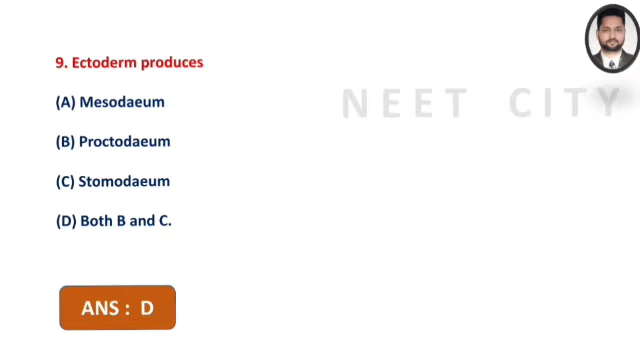 9. Ectoderm produces
NEET CITY
(A) Mesodaeum
(B) Proctodaeum
(C) Stomodaeum
(D) Both B and C.
ANS : D